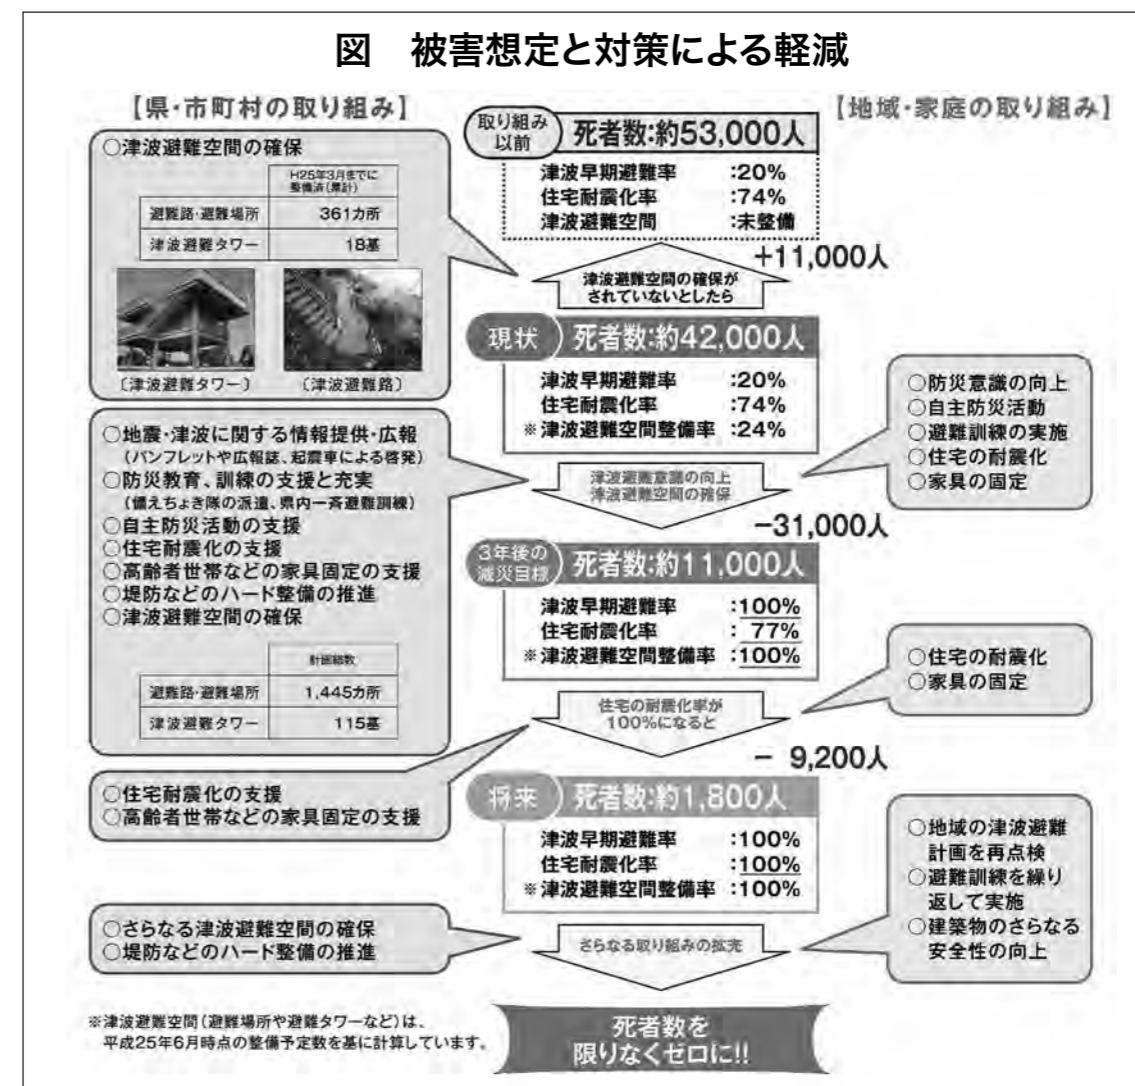 図　被害想定と対策による軽減
【県・市町村の取り組み】
○津波避難空間の確保
H25年3月までに
整備済(累計)
避難路・避難場所 361カ所
津波避難タワー 18基
〔津波避難タワー〕 〔津波避難路〕
○地震・津波に関する情報提供・広報
(パンフレットや広報誌、起震車による啓発)
○防災教育、訓練の支援と充実
(備えちょき隊の派遣、県内一斉避難訓練)
○自主防災活動の支援
○住宅耐震化の支援
○高齢者世帯などの家具固定の支援
○堤防などのハード整備の推進
○津波避難空間の確保
計画総数
避難路・避難場所 1,445カ所
津波避難タワー 115基
○住宅耐震化の支援
○高齢者世帯などの家具固定の支援
○さらなる津波避難空間の確保
○堤防などのハード整備の推進
取り組み
以前
死者数:約53,000人
津波早期避難率 :20%
住宅耐震化率 :74%
津波避難空間 :未整備
+11,000人
津波避難空間の確保が
されていないとしたら
現状 死者数:約42,000人
津波早期避難率 :20%
住宅耐震化率 :74%
※津波避難空間整備率 :24%
津波避難意識の向上
津波避難空間の確保
−31,000人
3年後の
減災目標
死者数:約11,000人
津波早期避難率 :100%
住宅耐震化率 : 77%
※津波避難空間整備率 :100%
住宅の耐震化率が
100%になると
− 9,200人
将来 死者数:約1,800人
津波早期避難率 :100%
住宅耐震化率 :100%
※津波避難空間整備率 :100%
さらなる取り組みの拡充
死者数を
限りなくゼロに!!
【地域・家庭の取り組み】
○防災意識の向上
○自主防災活動
○避難訓練の実施
○住宅の耐震化
○家具の固定
○住宅の耐震化
○家具の固定
○地域の津波避難
計画を再点検
○避難訓練を繰り
返して実施
○建築物のさらなる
安全性の向上
※津波避難空間(避難場所や避難タワーなど)は、
平成25年6月時点の整備予定数を基に計算しています。